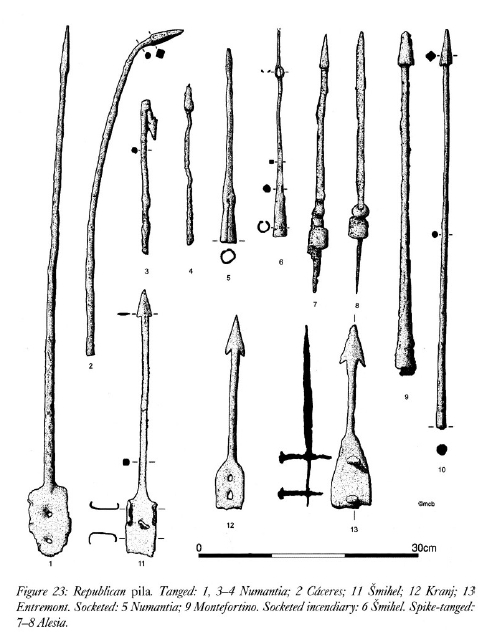 3
4
5
6
7
8
2
9
10
12
13
©mcb
1
11
0
30cm
Figure 23: Republican pila. Tanged: 1, 3–4 Numantia; 2 Cáceres; 11 Šmihel; 12 Kranj; 13
Entremont. Socketed: 5 Numantia; 9 Montefortino. Socketed incendiary: 6 Šmihel. Spike-tanged:
7–8 Alesia.